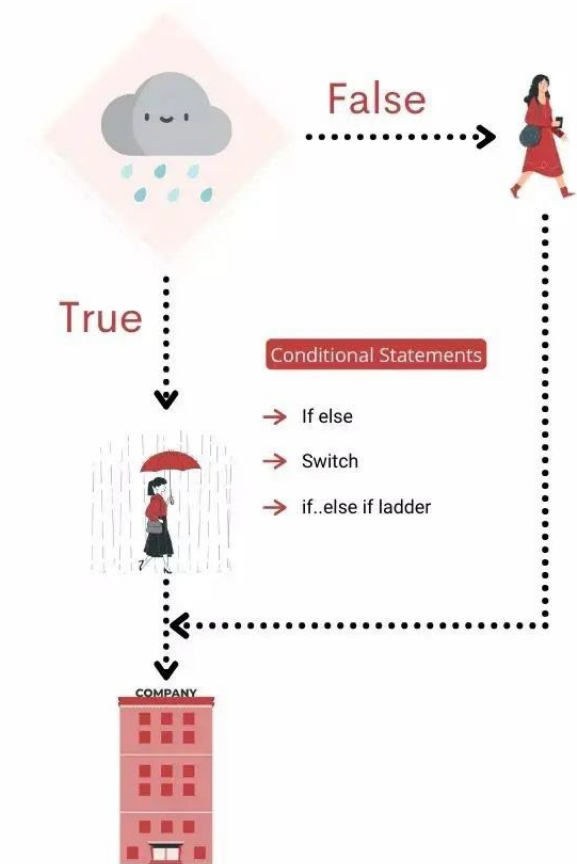 False
True
Conditional Statements
If else
Switch
if..else if ladder
COMPANY